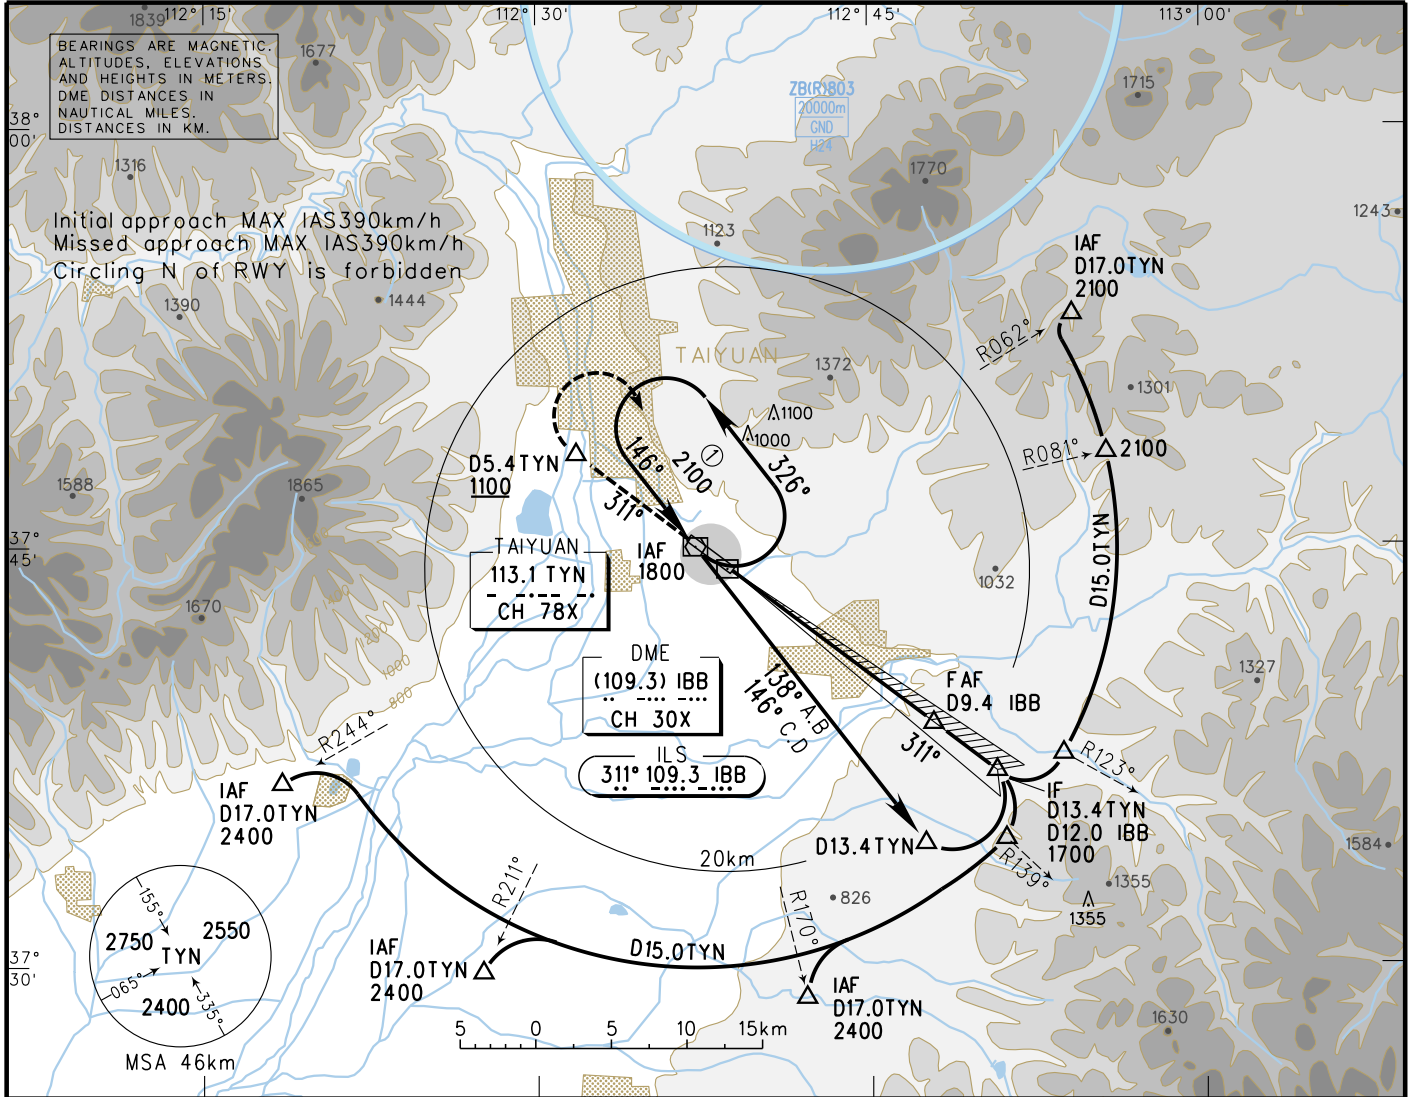 112° 15'
112° 30'
112° 45'
113° 00'
1839
BEARINGS ARE MAGNETIC.
ALTITUDES, ELEVATIONS
AND HEIGHTS IN METERS.
DME DISTANCES IN
NAUTICAL MILES.
DISTANCES IN KM.
1677
ZB(R)803
20000m
GND
H24
1715
38°
00'
1316
1770
Initial approach MAX IAS390km/h
Missed approach MAX IAS390km/h
Circling N of RWY is forbidden
1123
1243
IAF
D17.0TYN
2100
1390
1444
R062°
TAIYUAN
1372
1301
1100
1000
R081°
2100
D5.4TYN
1100
146°
2100
1
326°
311°
1588
1865
37°
45'
TAIYUAN
113.1 TYN
CH 78X
IAF
1800
1032
D15.0TYN
1670
1400
1200
1000
800
DME
(109.3) IBB
CH 30X
138° A.B
146° C.D
FAF
D9.4 IBB
311°
1327
R244°
ILS
311° 109.3 IBB
R123°
IAF
D17.0TYN
2400
IF
D13.4TYN
D12.0 IBB
1700
D13.4TYN
R139°
1584
20km
R211°
R170°
826
1355
1355
155°
2750
2550
TYN
065°
335°
2400
MSA 46km
37°
30'
IAF
D17.0TYN
2400
D15.0TYN
IAF
D17.0TYN
2400
1630
5 0 5 10 15km